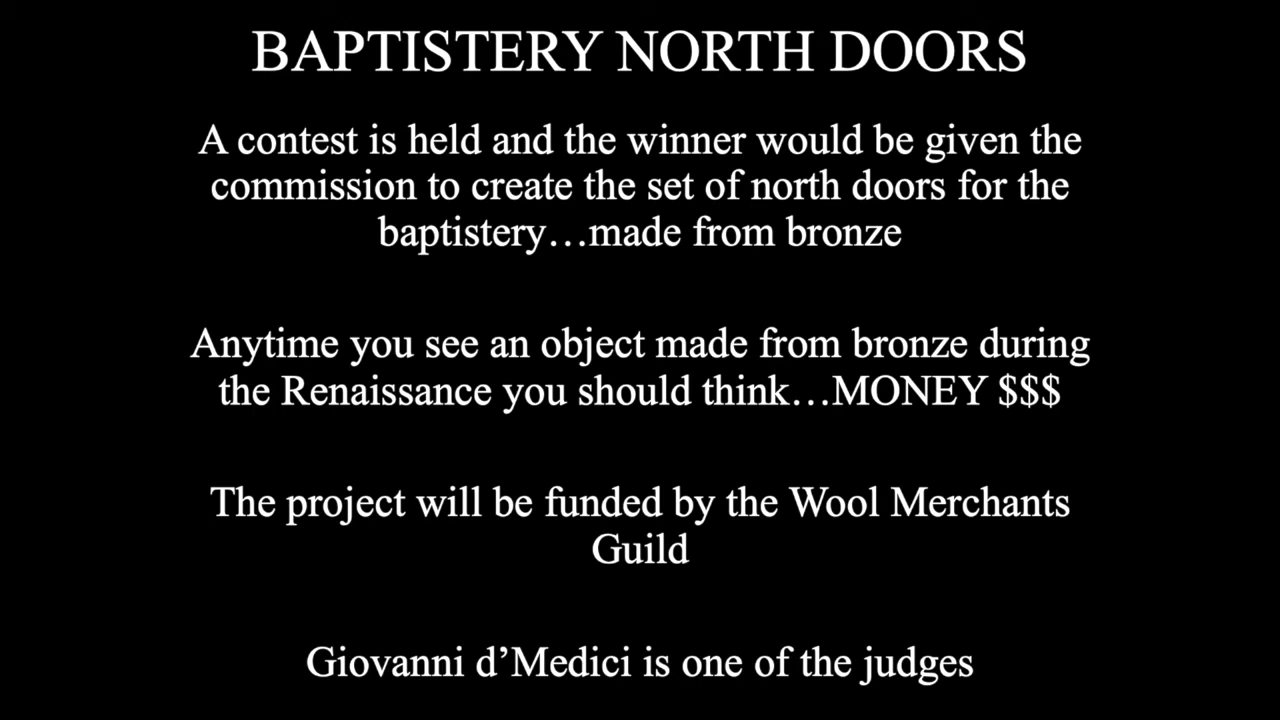 BAPTISTERY NORTH DOORS
A contest is held and the winner would be given the
commission to create the set of north doors for the
baptistery…made from bronze
Anytime you see an object made from bronze during
the Renaissance you should think…MONEY $$$
The project will be funded by the Wool Merchants
Guild
Giovanni d’Medici is one of the judges